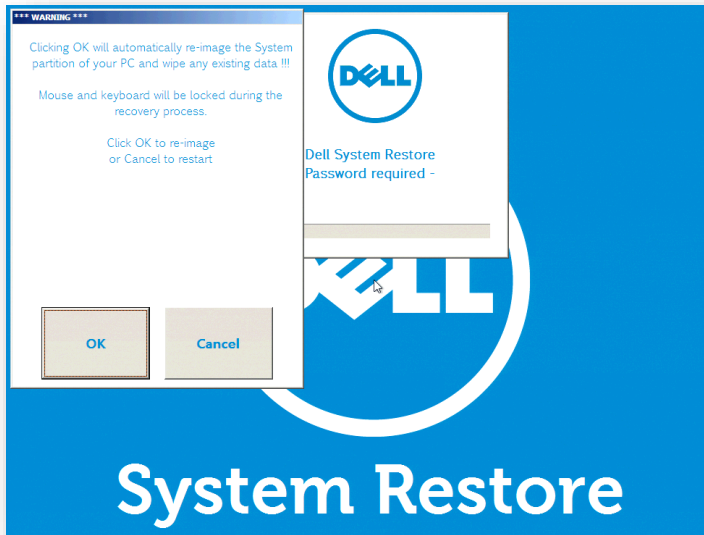 *** WARNING ***
Clicking OK will automatically re-image the System
partition of your PC and wipe any existing data !!!
Mouse and keyboard will be locked during the
recovery process.
Click OK to re-image
or Cancel to restart
OK
Cancel
DELL
Dell System Restore
Password required -
DELL
System Restore